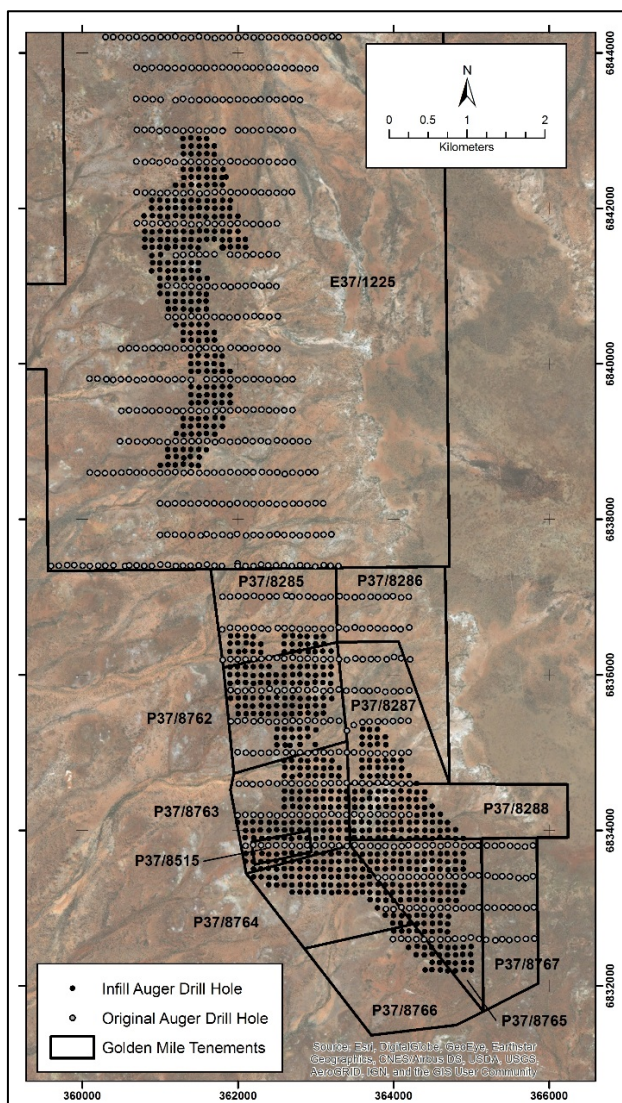 N
0 0.5 1 2
Kilometers
6844000
6842000
E37/1225
6840000
6838000
P37/8285
P37/8286
6836000
P37/8762
P37/8287
P37/8763
P37/8288
6834000
P37/8515
P37/8764
P37/8767
P37/8766
P37/8765
6832000
Infill Auger Drill Hole
Original Auger Drill Hole
Golden Mile Tenements
Source: Esri, DigitalGlobe, GeoEye, Earthstar
Geographics, CNES/Airbus DS, USDA, USGS,
AeroGRID, IGN, and the GIS User Community
360000 362000 364000 366000